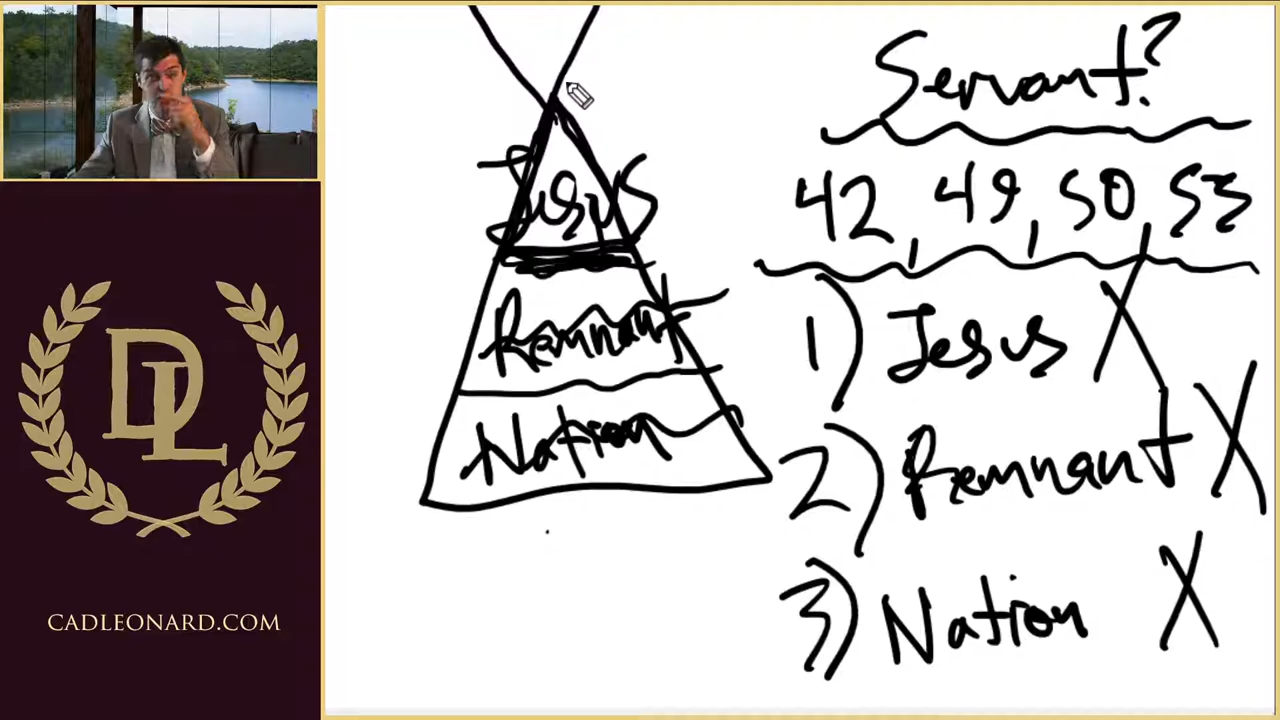 Servant?
42, 49, 50, 53
1) Jesus X
2) Remnant X
3) Nation X
Jesus
Remnant
Nation
DL
CADLEONARD.COM